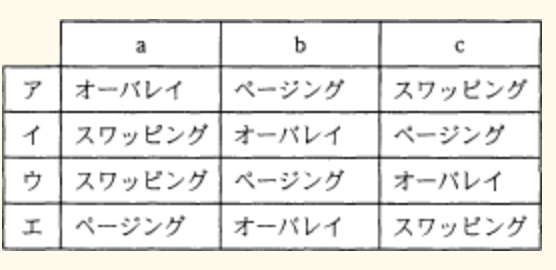 a b c
ア オーバレイ ページング スワッピング
イ スワッピング オーバレイ ページング
ウ スワッピング ページング オーバレイ
エ ページング オーバレイ スワッピング